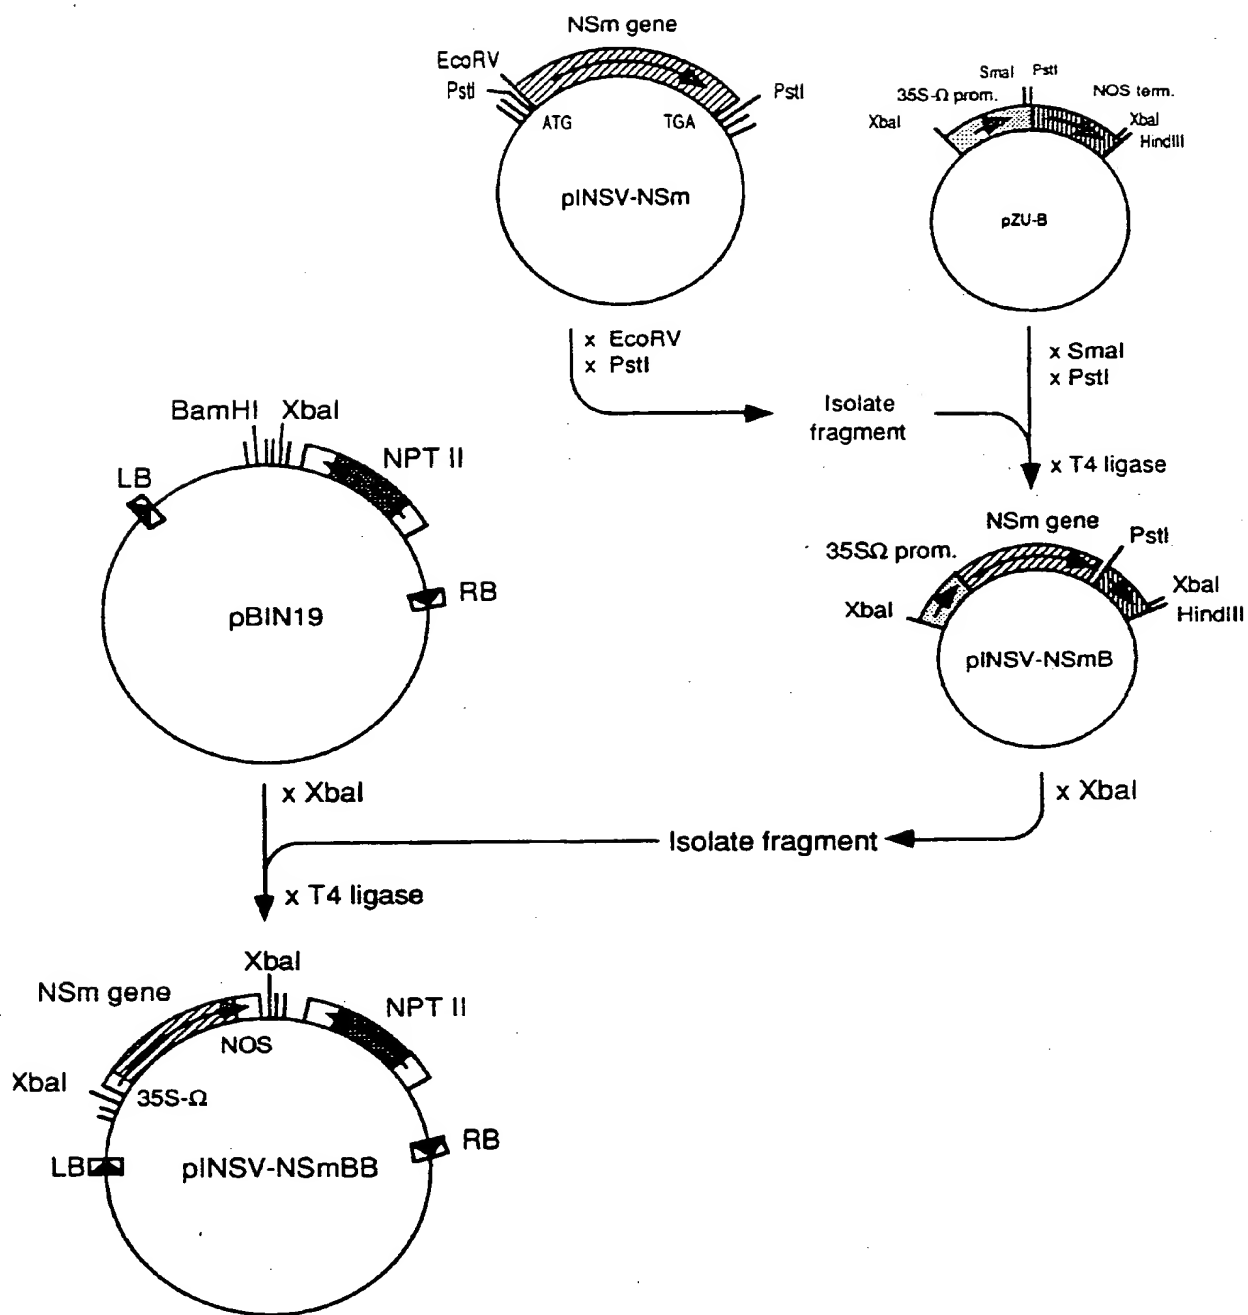 NSm gene
EcoRV
PstI
PstI
ATG
TGA
pINSV-NSm
SmaI
PstI
35S-Ω prom.
NOS term.
XbaI
XbaI
HindIII
pZU-B
x EcoRV
x PstI
x SmaI
x PstI
Isolate
fragment
x T4 ligase
BamHI
XbaI
NPT II
LB
RB
pBIN19
NSm gene
PstI
35SΩ prom.
XbaI
XbaI
HindIII
pINSV-NSmB
x XbaI
x XbaI
Isolate fragment
x T4 ligase
XbaI
NSm gene
NPT II
NOS
XbaI
35S-Ω
LB
RB
pINSV-NSmBB